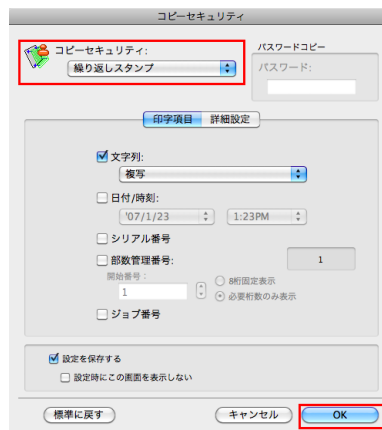 コピーセキュリティ
コピーセキュリティ:
繰り返しスタンプ
パスワードコピー
パスワード:
印字項目 詳細設定
文字列:
複写
日付/時刻:
'07/1/23 1:23PM
シリアル番号
部数管理番号: 1
開始番号:
1
8桁固定表示
必要桁数のみ表示
ジョブ番号
設定を保存する
設定時にこの画面を表示しない
標準に戻す キャンセル OK